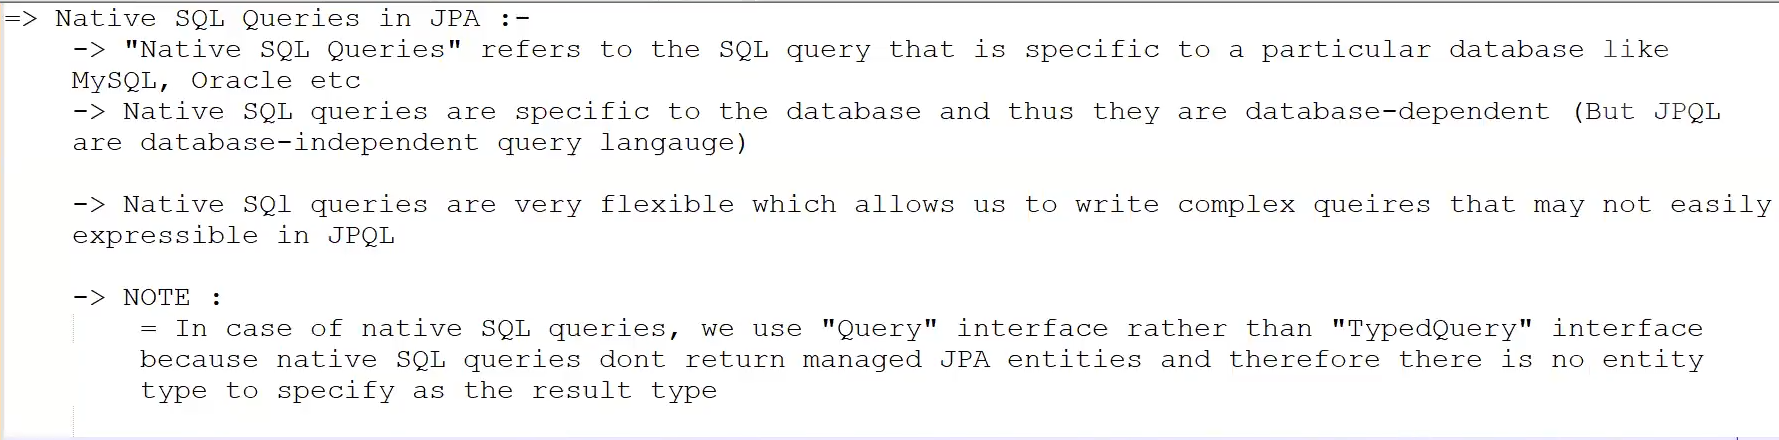 => Native SQL Queries in JPA :-
-> "Native SQL Queries" refers to the SQL query that is specific to a particular database like
MySQL, Oracle etc
-> Native SQL queries are specific to the database and thus they are database-dependent (But JPQL
are database-independent query langauge)
-> Native SQl queries are very flexible which allows us to write complex queires that may not easily
expressible in JPQL
-> NOTE :
= In case of native SQL queries, we use "Query" interface rather than "TypedQuery" interface
because native SQL queries dont return managed JPA entities and therefore there is no entity
type to specify as the result type